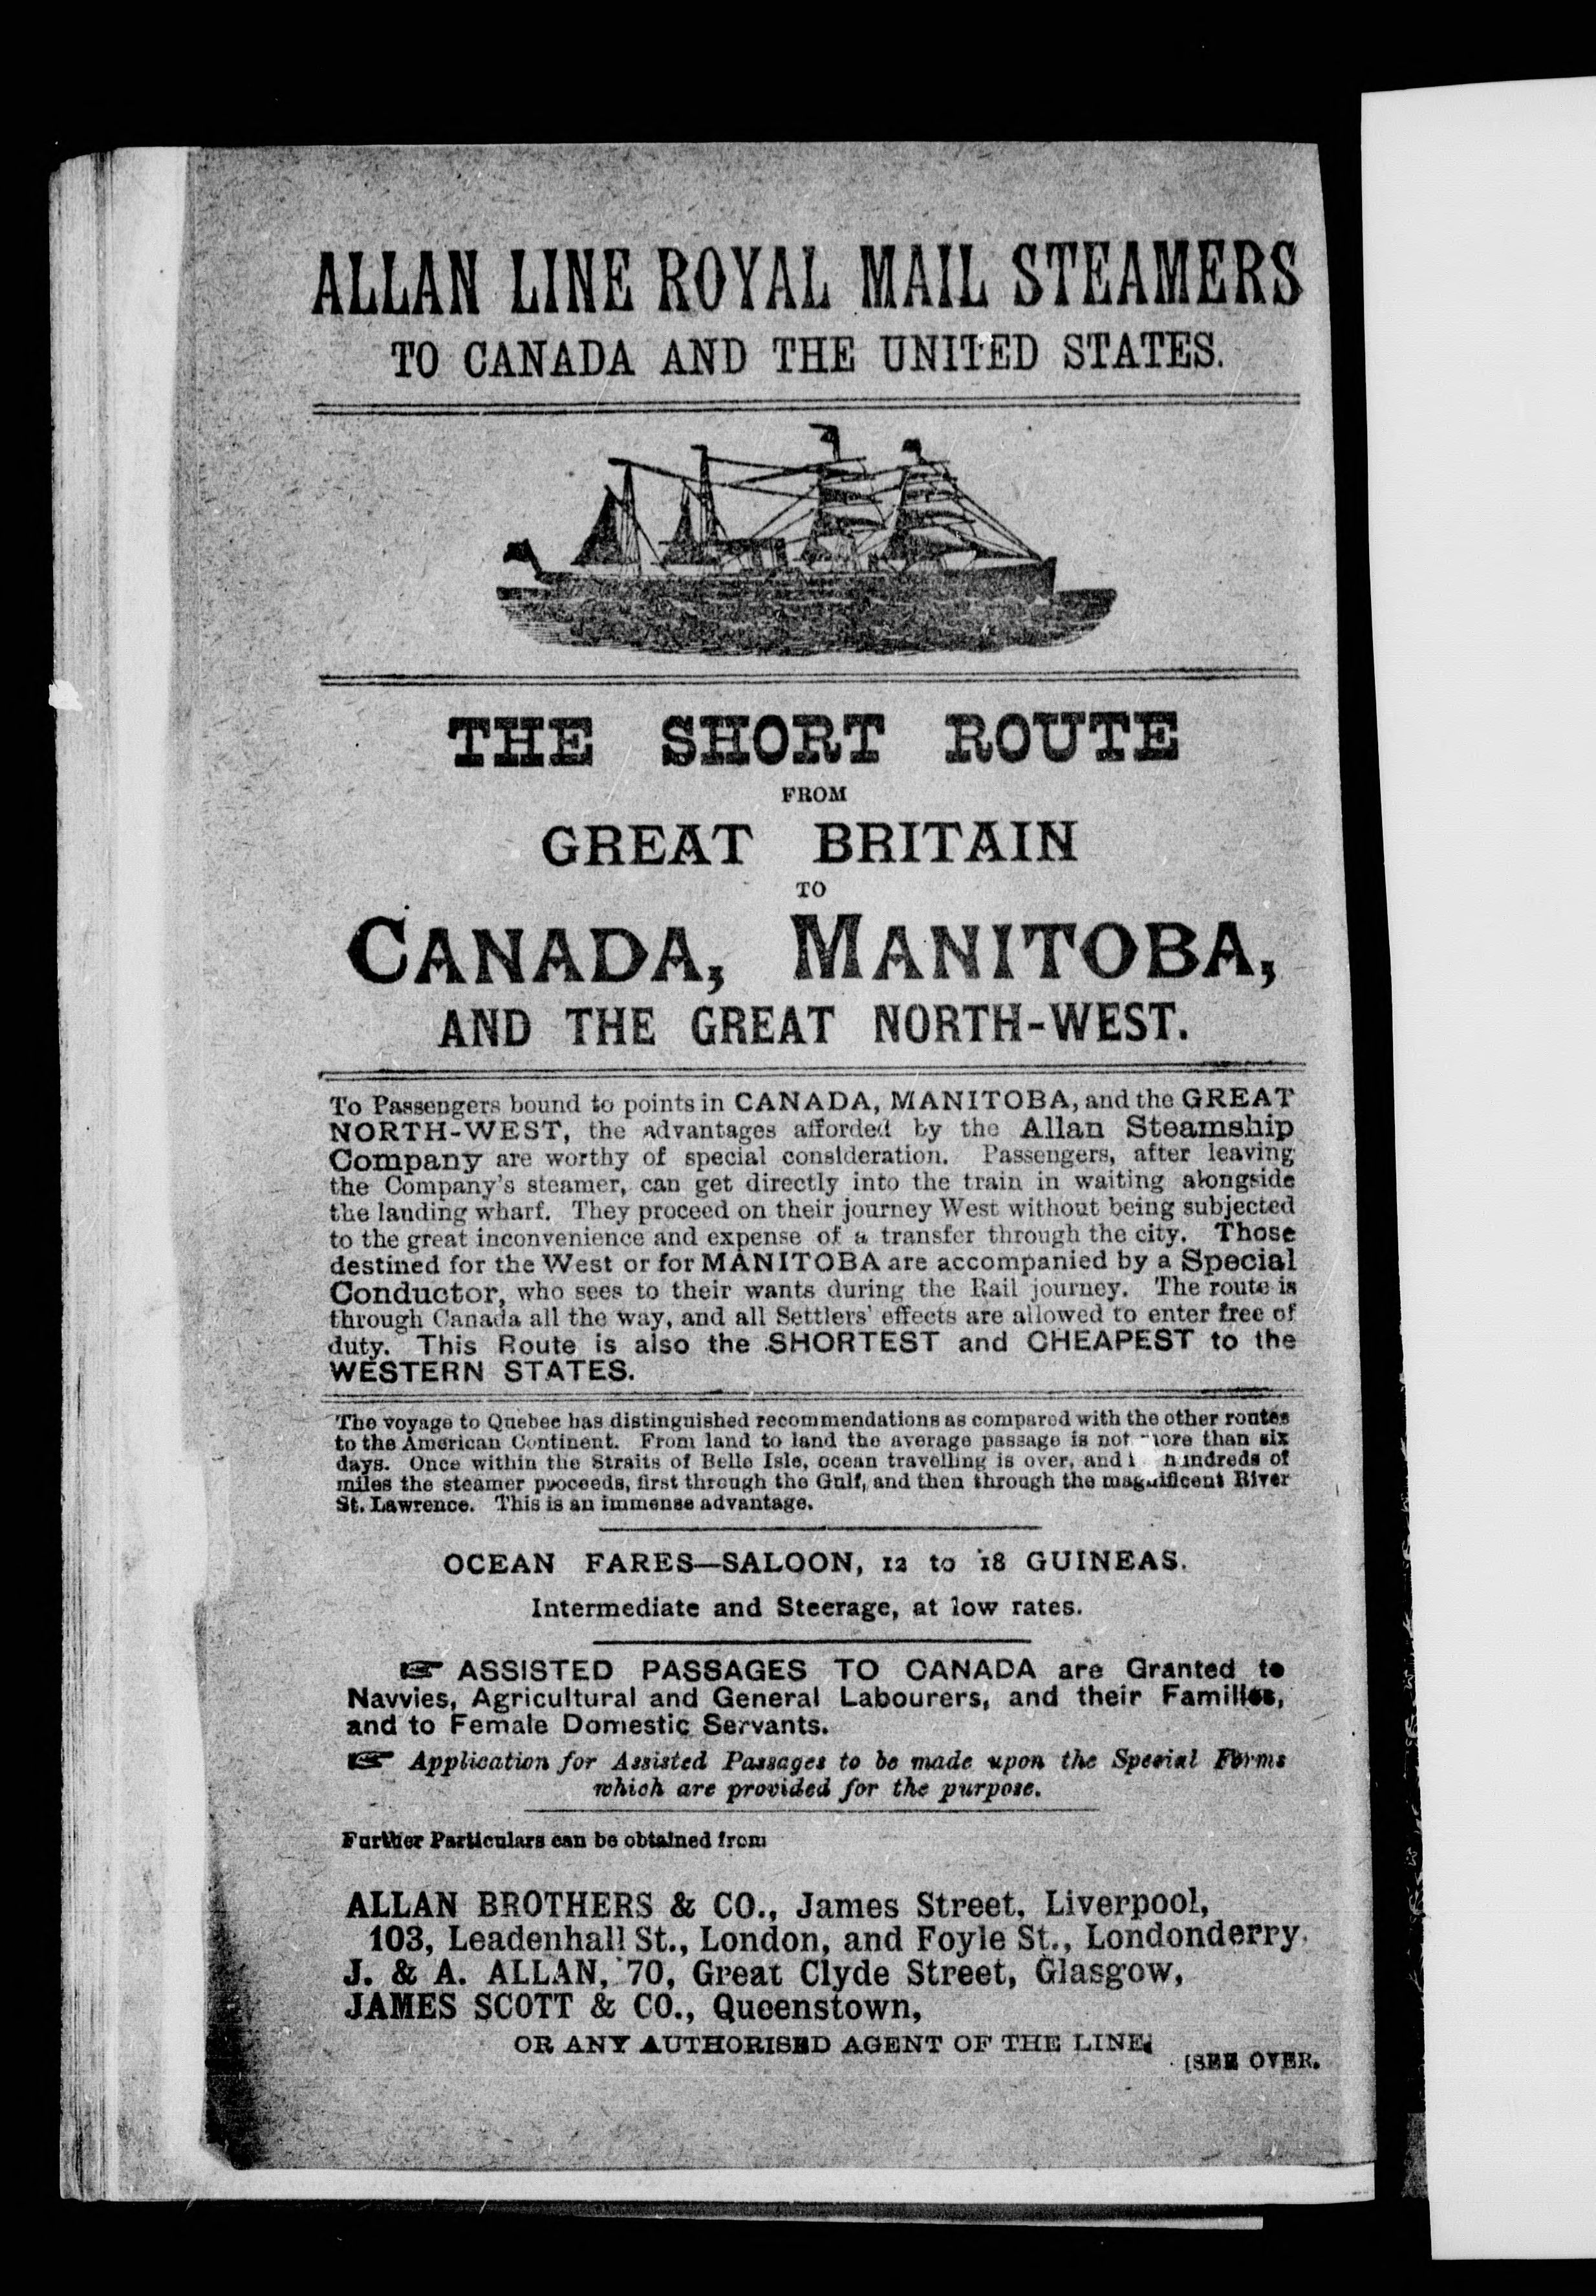 ALLAN LINE ROYAL MAIL STEAMERS
TO CANADA AND THE UNITED STATES.
THE SHORT ROUTE
FROM
GREAT BRITAIN
TO
CANADA, MANITOBA,
AND THE GREAT NORTH-WEST.
To Passengers bound to points in CANADA, MANITOBA, and the GREAT
NORTH-WEST, the advantages afforded by the Allan Steamship
Company are worthy of special consideration. Passengers, after leaving
the Company's steamer, can get directly into the train in waiting alongside
the landing wharf. They proceed on their journey West without being subjected
to the great inconvenience and expense of a transfer through the city. Those
destined for the West or for MANITOBA are accompanied by a Special
Conductor, who sees to their wants during the Rail journey. The route is
through Canada all the way, and all Settlers' effects are allowed to enter free of
duty. This Route is also the SHORTEST and CHEAPEST to the
WESTERN STATES.
The voyage to Quebec has distinguished recommendations as compared with the other routes
to the American Continent. From land to land the average passage is not more than six
days. Once within the Straits of Belle Isle, ocean travelling is over, and hundreds of
miles the steamer proceeds, first through the Gulf, and then through the magnificent River
St. Lawrence. This is an immense advantage.
OCEAN FARES—SALOON, 12 to 18 GUINEAS.
Intermediate and Steerage, at low rates.
☞ ASSISTED PASSAGES TO CANADA are Granted to
Navvies, Agricultural and General Labourers, and their Families,
and to Female Domestic Servants.
☞ Application for Assisted Passages to be made upon the Special Forms
which are provided for the purpose.
Further Particulars can be obtained from
ALLAN BROTHERS & CO., James Street, Liverpool,
103, Leadenhall St., London, and Foyle St., Londonderry.
J. & A. ALLAN, 70, Great Clyde Street, Glasgow,
JAMES SCOTT & CO., Queenstown,
OR ANY AUTHORISED AGENT OF THE LINE.
[SEE OVER.